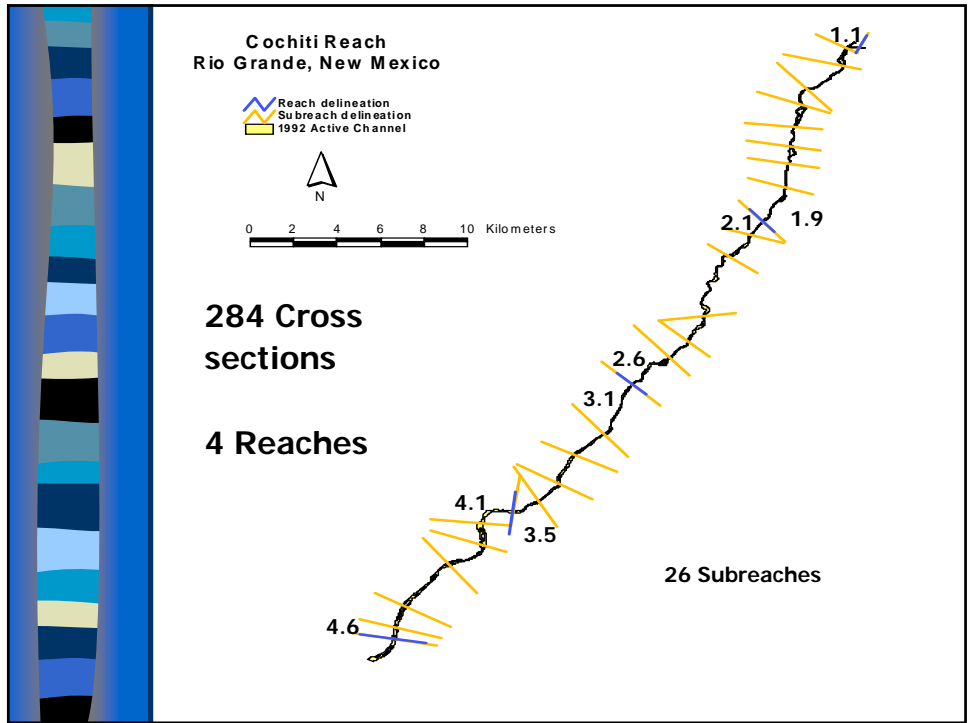 Cochiti Reach
Rio Grande, New Mexico
Reach delineation
Subreach delineation
1992 Active Channel
N
0 2 4 6 8 10 Kilometers
284 Cross
sections
4 Reaches
1.1
1.9
2.1
2.6
3.1
3.5
4.1
4.6
26 Subreaches